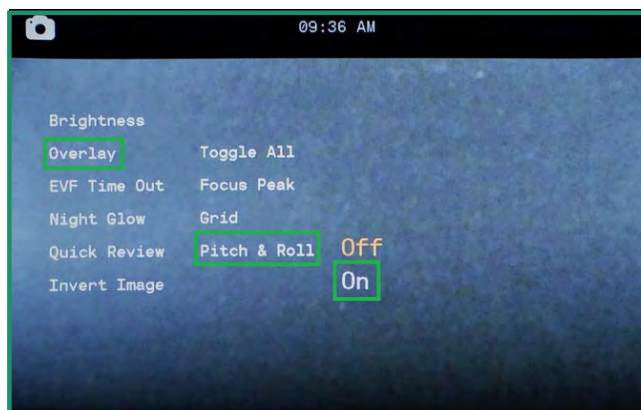 09:36 AM
Brightness
Overlay
EVF Time Out
Night Glow
Quick Review
Invert Image
Toggle All
Focus Peak
Grid
Pitch & Roll
Off
On